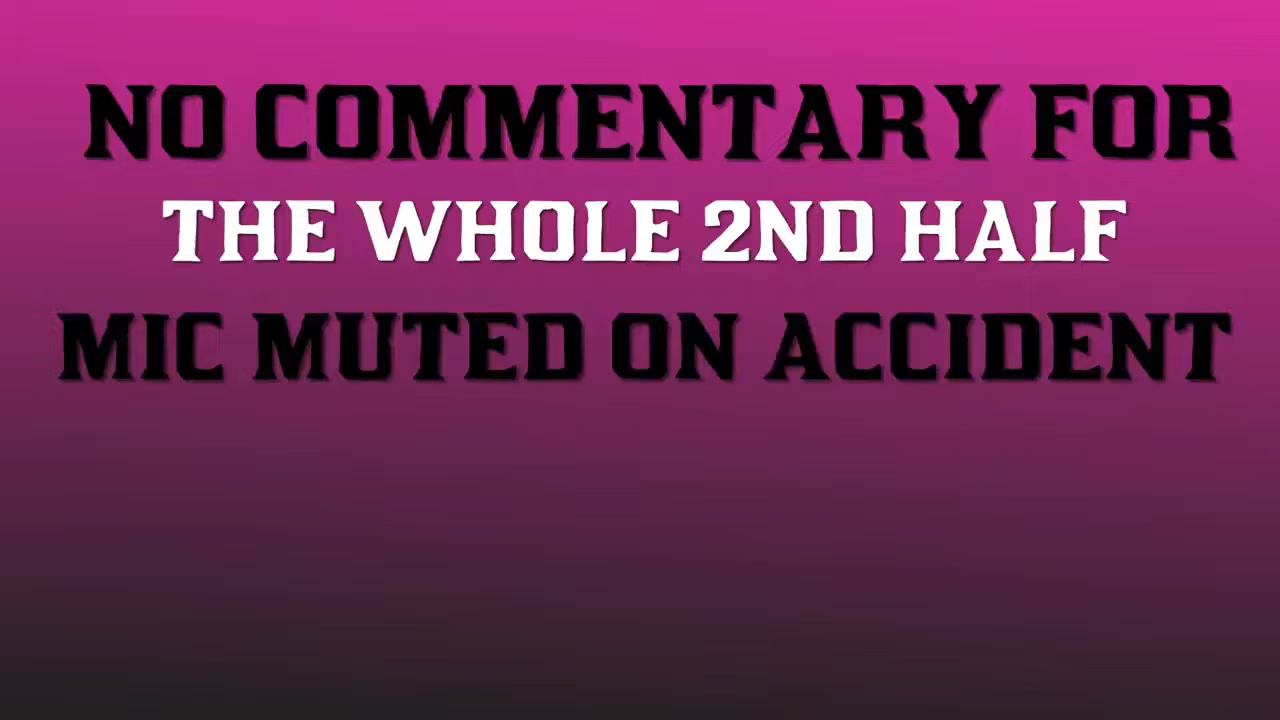 NO COMMENTARY FOR
THE WHOLE 2ND HALF
MIC MUTED ON ACCIDENT